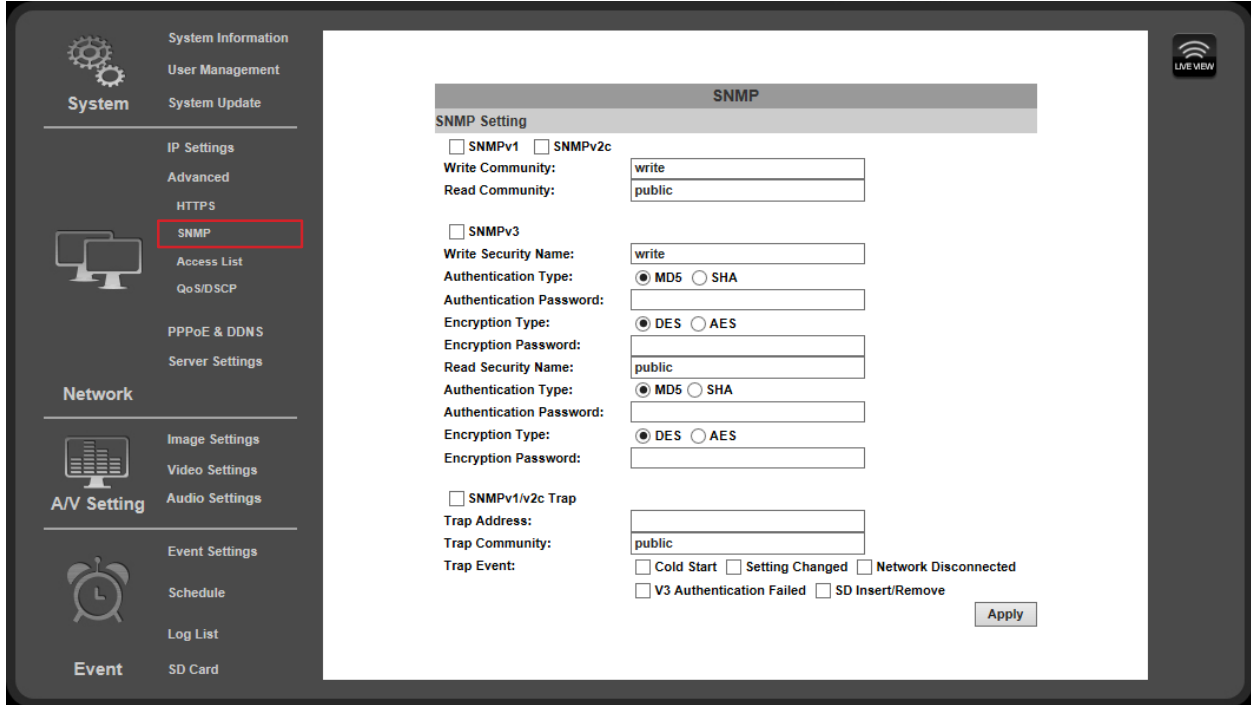 System Information
User Management
System
System Update
IP Settings
Advanced
HTTPS
SNMP
Access List
QoS/DSCP
PPPoE & DDNS
Server Settings
Network
Image Settings
Video Settings
A/V Setting
Audio Settings
Event Settings
Schedule
Log List
Event
SD Card
SNMP
SNMP Setting
SNMPv1 SNMPv2c
Write Community: write
Read Community: public
SNMPv3
Write Security Name: write
Authentication Type: MD5 SHA
Authentication Password:
Encryption Type: DES AES
Encryption Password:
Read Security Name: public
Authentication Type: MD5 SHA
Authentication Password:
Encryption Type: DES AES
Encryption Password:
SNMPv1/v2c Trap
Trap Address:
Trap Community: public
Trap Event: Cold Start Setting Changed Network Disconnected
V3 Authentication Failed SD Insert/Remove
Apply
LIVE VIEW